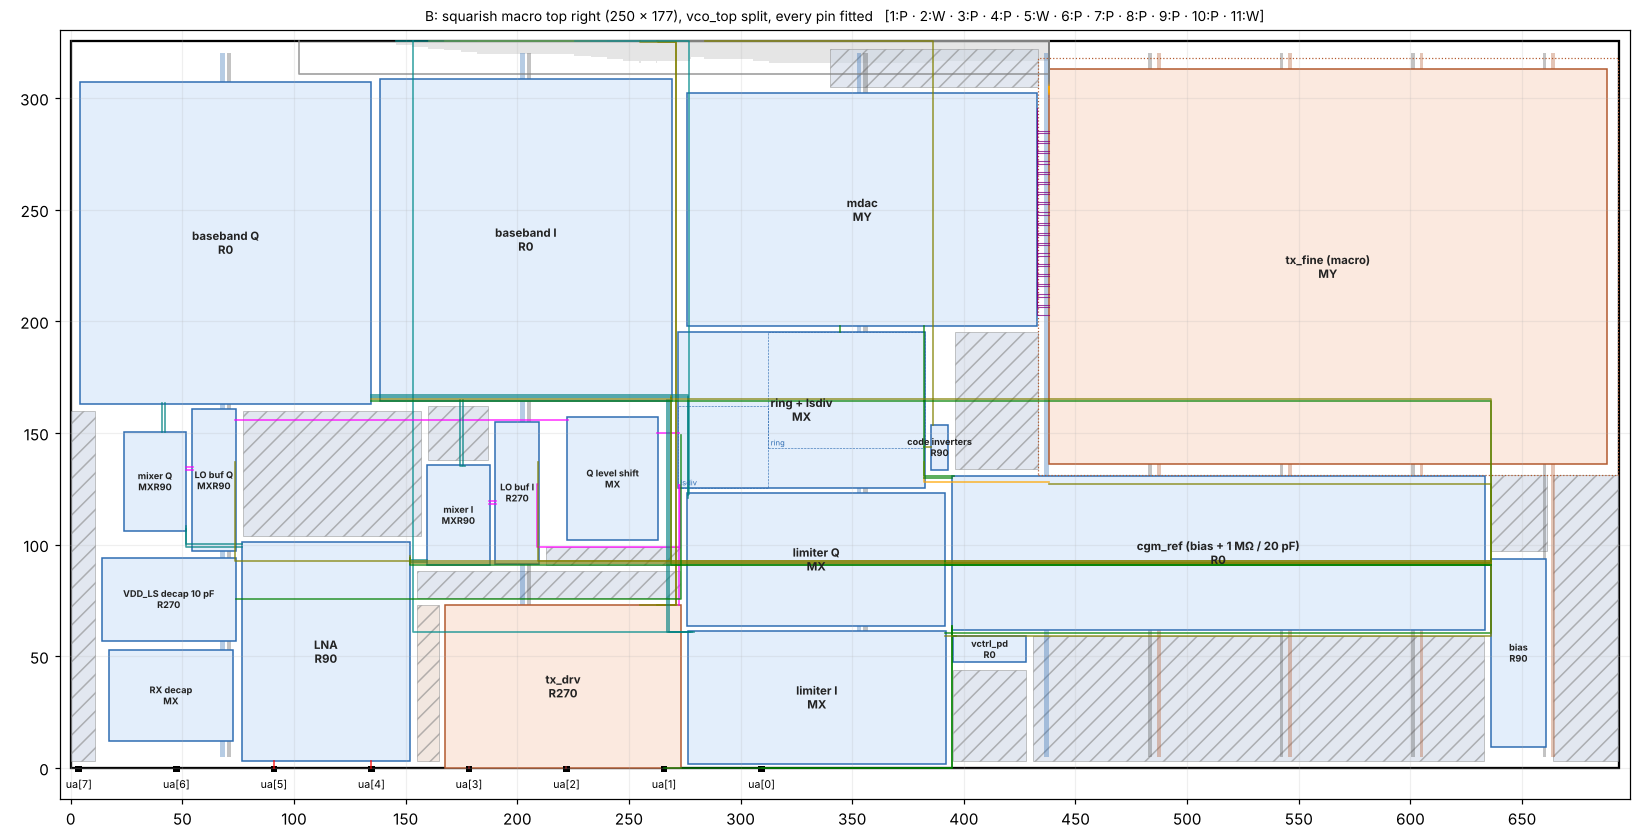 B: squarish macro top right (250 × 177), vco_top split, every pin fitted [1:P · 2:W · 3:P · 4:P · 5:W · 6:P · 7:P · 8:P · 9:P · 10:P · 11:W]
300
250
200
150
100
50
0
baseband Q
R0
baseband I
R0
mdac
MY
tx_fine (macro)
MY
ring + lsdiv
MX
ring
lsdiv
code inverters
R90
mixer Q
MXR90
LO buf Q
MXR90
mixer I
MXR90
LO buf I
R270
Q level shift
MX
limiter Q
MX
cgm_ref (bias + 1 MΩ / 20 pF)
R0
VDD_LS decap 10 pF
R270
RX decap
MX
LNA
R90
tx_drv
R270
limiter I
MX
vctrl_pd
R0
bias
R90
ua[7]
ua[6]
ua[5]
ua[4]
ua[3]
ua[2]
ua[1]
ua[0]
0
50
100
150
200
250
300
350
400
450
500
550
600
650